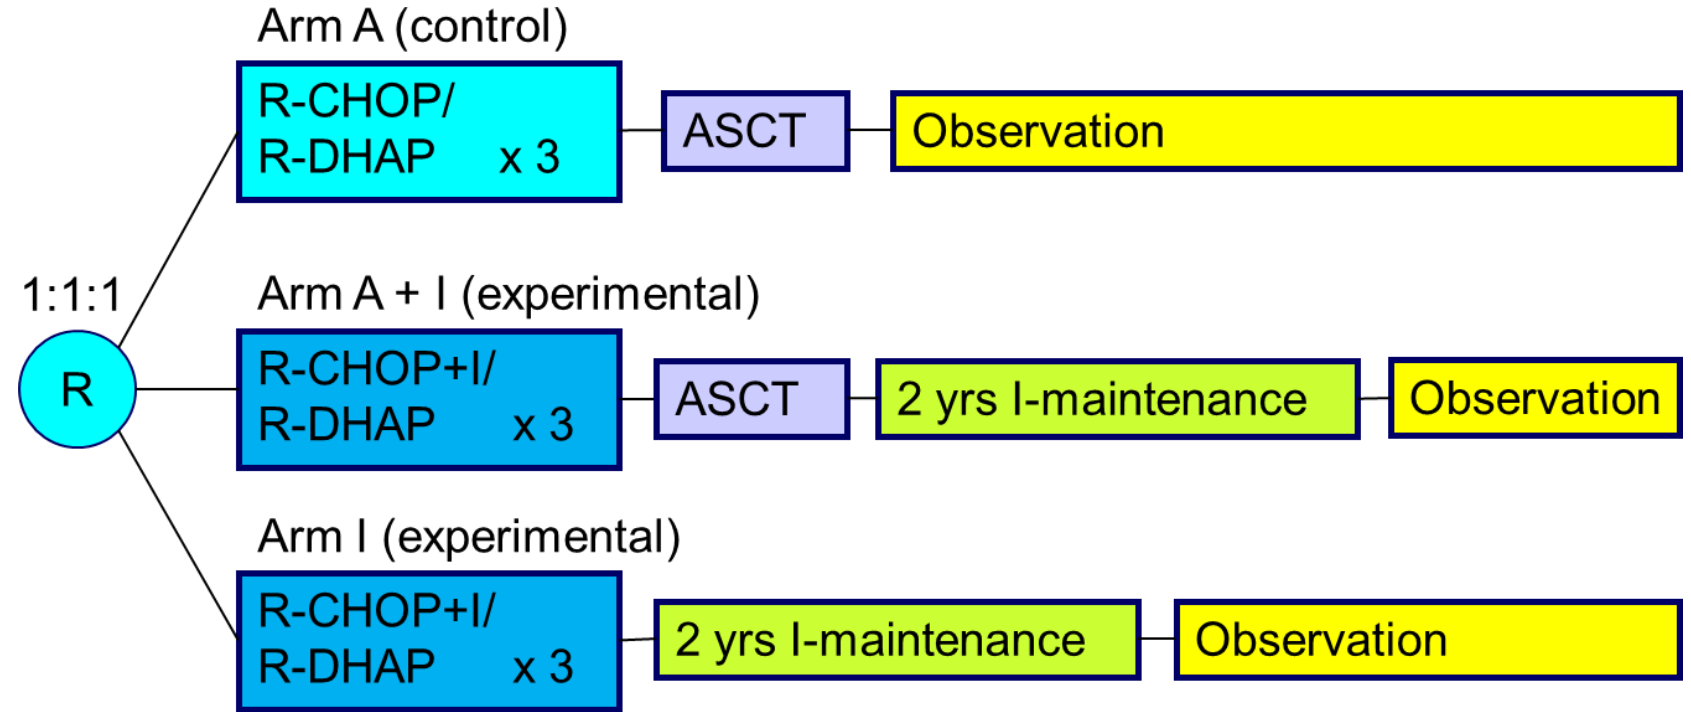 Arm A (control)
R-CHOP/
R-DHAP x 3
ASCT
Observation
1:1:1
R
Arm A + I (experimental)
R-CHOP+I/
R-DHAP x 3
ASCT
2 yrs I-maintenance
Observation
Arm I (experimental)
R-CHOP+I/
R-DHAP x 3
2 yrs I-maintenance
Observation